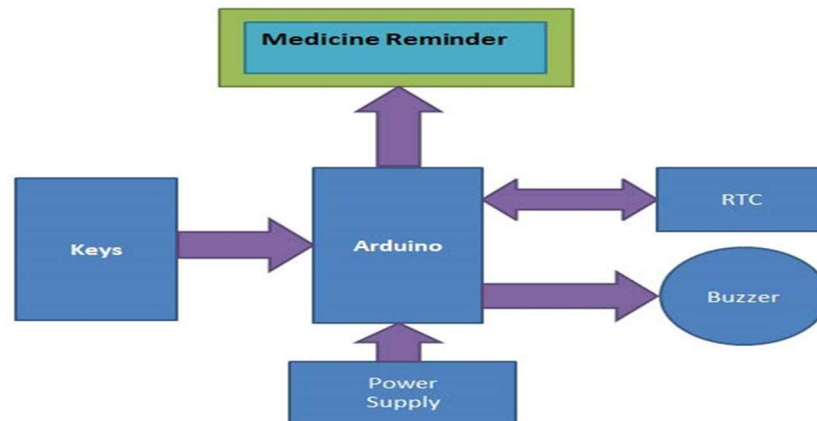 Medicine Reminder
Keys
Arduino
RTC
Buzzer
Power
Supply